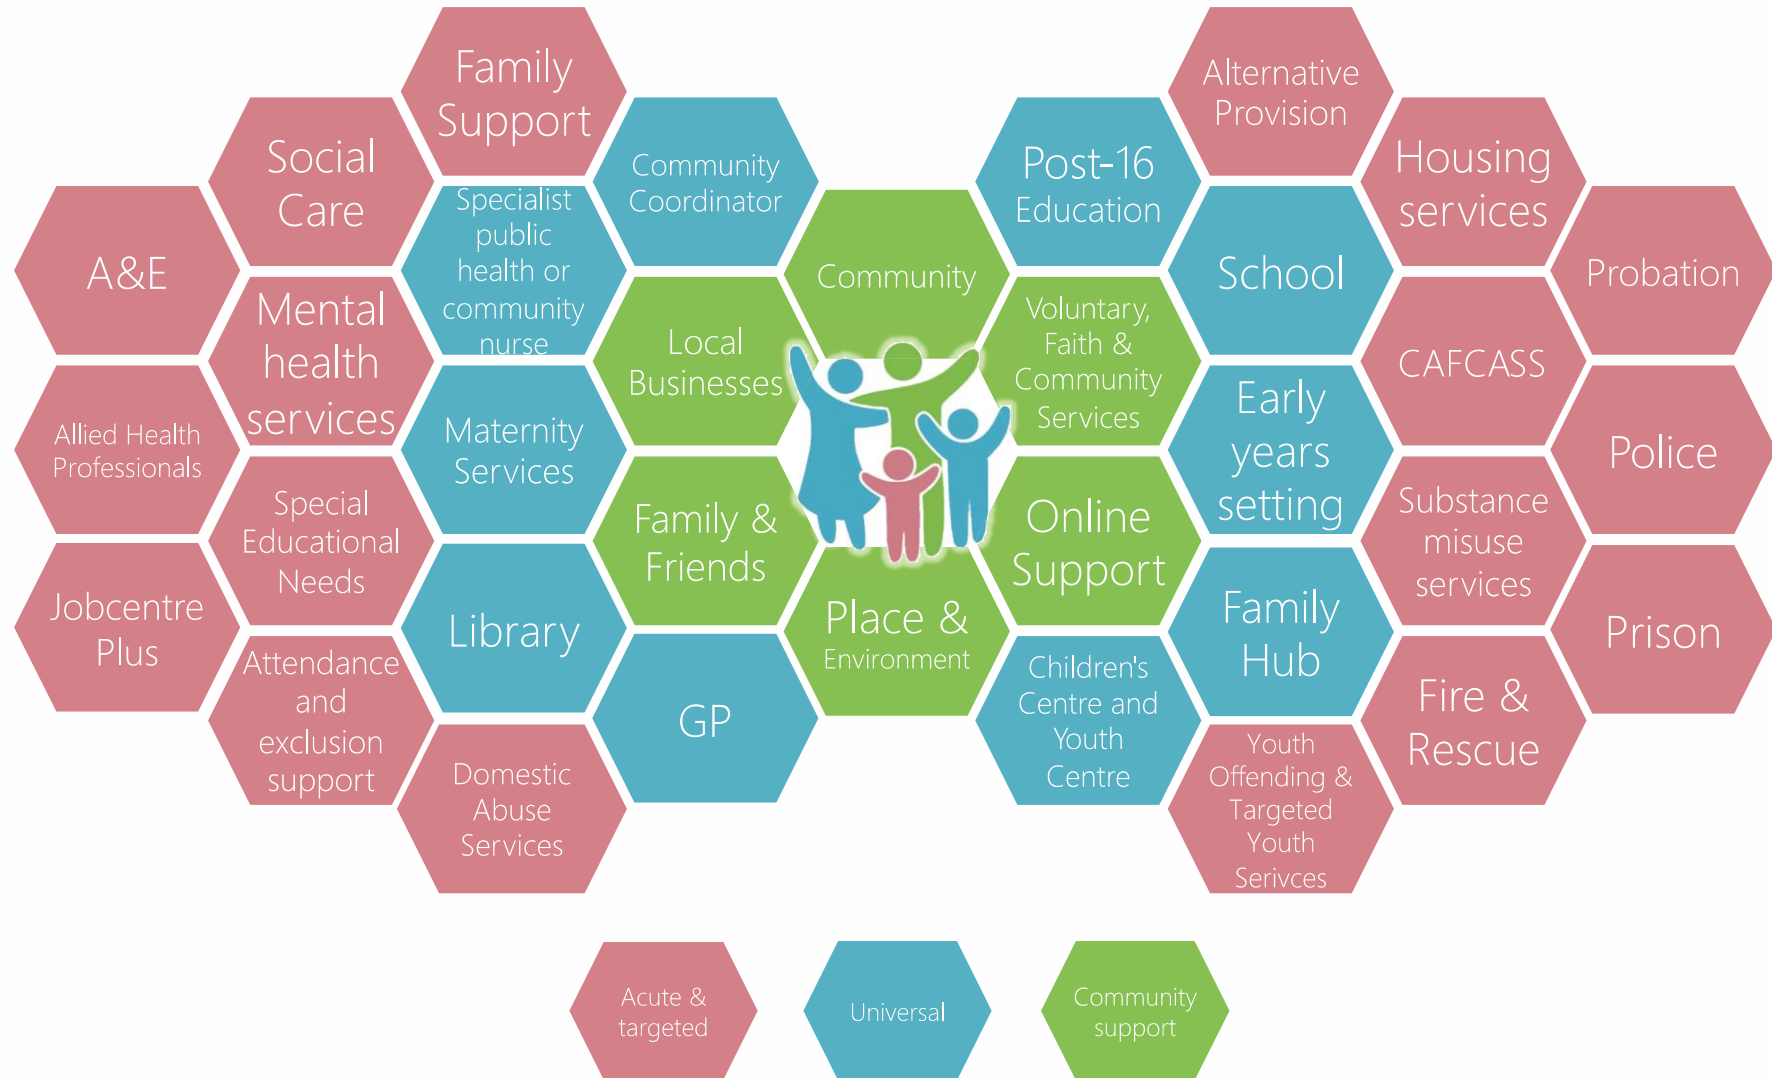 Family
Support
Alternative
Provision
Social
Care
Community
Coordinator
Post-16
Education
Housing
services
A&E
Specialist
public
health or
community
nurse
Community
School
Probation
Mental
health
services
Local
Businesses
Voluntary,
Faith &
Community
Services
CAFCASS
Allied Health
Professionals
Maternity
Services
Early
years
setting
Police
Special
Educational
Needs
Family &
Friends
Online
Support
Substance
misuse
services
Jobcentre
Plus
Library
Place &
Environment
Family
Hub
Prison
Attendance
and
exclusion
support
GP
Children's
Centre and
Youth
Centre
Fire &
Rescue
Domestic
Abuse
Services
Youth
Offending &
Targeted
Youth
Serivces
Acute &
targeted
Universal
Community
support